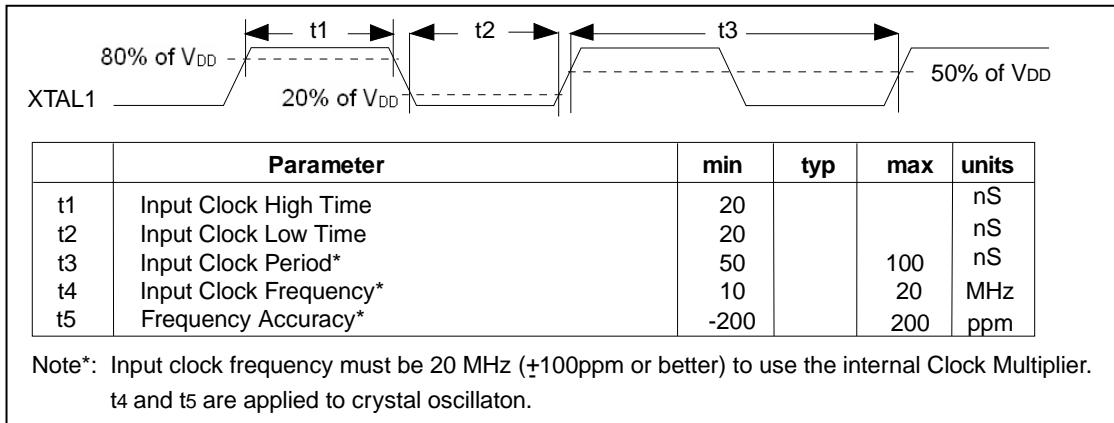 t1 t2 t3
80% of VDD
50% of VDD
XTAL1
20% of VDD
Parameter min typ max units
t1 Input Clock High Time 20 nS
t2 Input Clock Low Time 20 nS
t3 Input Clock Period* 50 100 nS
t4 Input Clock Frequency* 10 20 MHz
t5 Frequency Accuracy* -200 200 ppm
Note*: Input clock frequency must be 20 MHz (±100ppm or better) to use the internal Clock Multiplier.
t4 and t5 are applied to crystal oscillaton.